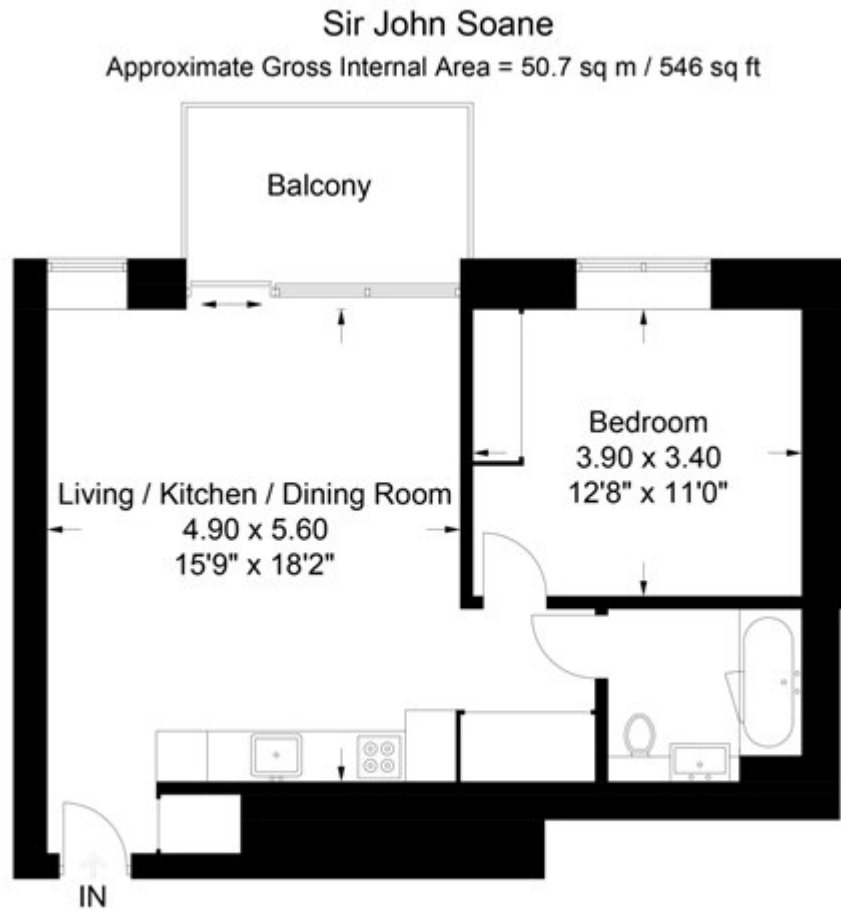 Sir John Soane
Approximate Gross Internal Area = 50.7 sq m / 546 sq ft
Balcony
Bedroom
3.90 x 3.40
12'8" x 11'0"
Living / Kitchen / Dining Room
4.90 x 5.60
15'9" x 18'2"
IN